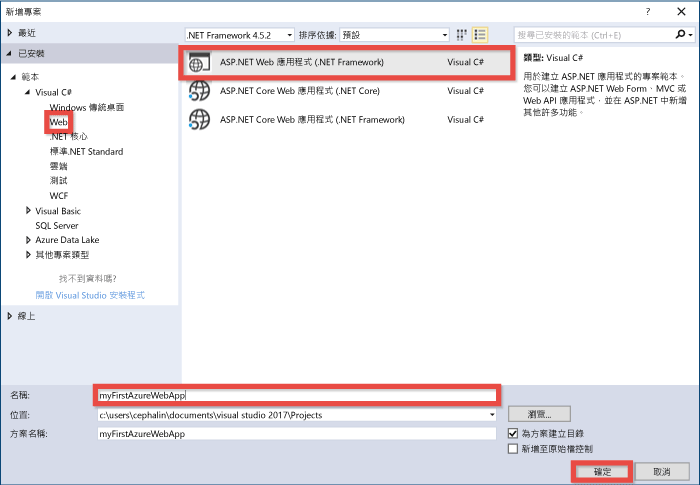 新增專案
? ✕
最近
已安裝
範本
Visual C#
Windows 傳統桌面
Web
.NET 核心
標準.NET Standard
雲端
測試
WCF
Visual Basic
SQL Server
Azure Data Lake
其他專案類型
找不到資料嗎?
開啟 Visual Studio 安裝程式
線上
.NET Framework 4.5.2 排序依據: 預設
ASP.NET Web 應用程式 (.NET Framework) Visual C#
ASP.NET Core Web 應用程式 (.NET Core) Visual C#
ASP.NET Core Web 應用程式 (.NET Framework) Visual C#
搜尋已安裝的範本 (Ctrl+E)
類型: Visual C#
用於建立 ASP.NET 應用程式的專案範本。
您可以建立 ASP.NET Web Form、MVC 或
Web API 應用程式，並在 ASP.NET 中新增
其他許多功能。
名稱: myFirstAzureWebApp
位置: c:\users\cephalin\documents\visual studio 2017\Projects
瀏覽...
方案名稱: myFirstAzureWebApp
為方案建立目錄
新增至原始檔控制
確定 取消